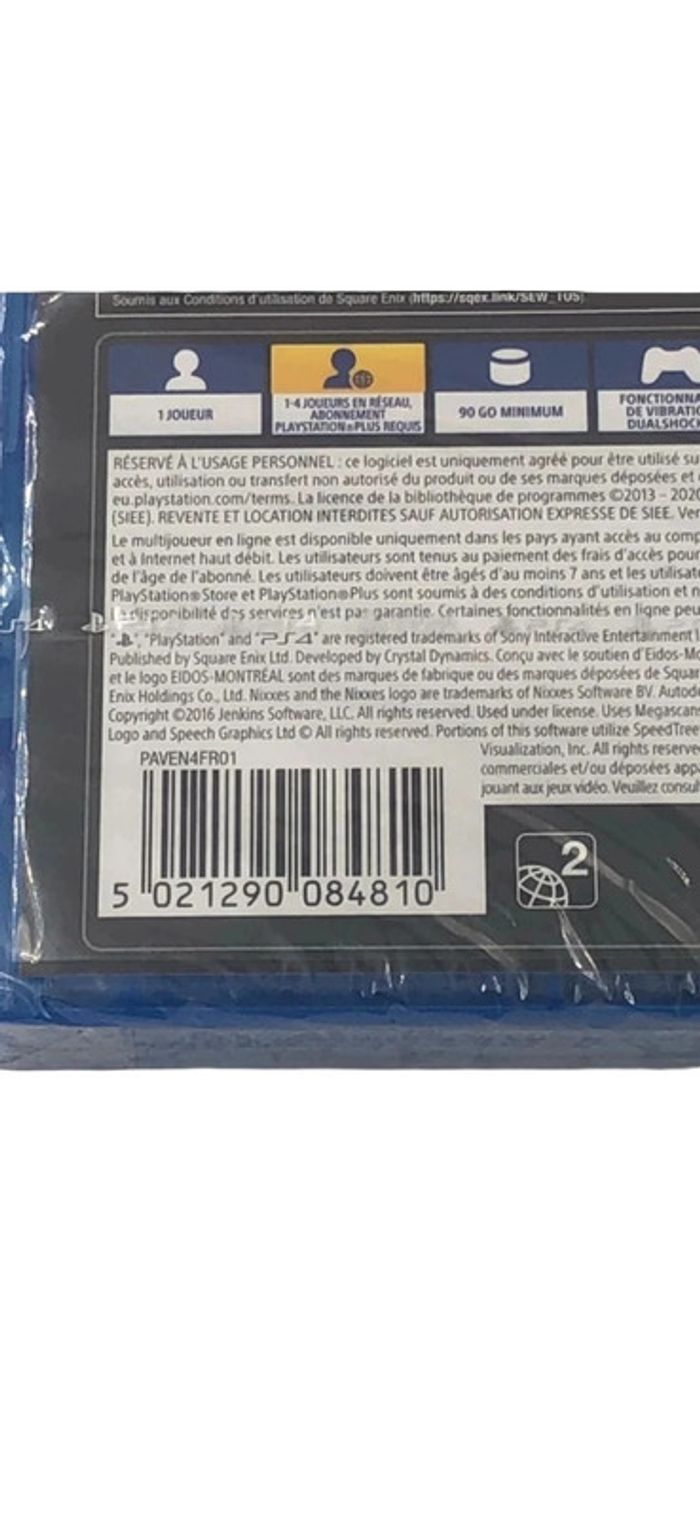 Soumis aux Conditions d'utilisation de Square Enix (https://sqex.link/SEW_TOS)
1 JOUEUR
1-4 JOUEURS EN RÉSEAU,
ABONNEMENT
PLAYSTATION®PLUS REQUIS
90 GO MINIMUM
FONCTIONNA
DE VIBRATI
DUALSHOCK
RÉSERVÉ À L'USAGE PERSONNEL : ce logiciel est uniquement agréé pour être utilisé su
accès, utilisation ou transfert non autorisé du produit ou de ses marques déposées et
eu.playstation.com/terms. La licence de la bibliothèque de programmes ©2013 – 2020
(SIEE). REVENTE ET LOCATION INTERDITES SAUF AUTORISATION EXPRESSE DE SIEE. Ver
Le multijoueur en ligne est disponible uniquement dans les pays ayant accès au comp
et à Internet haut débit. Les utilisateurs sont tenus au paiement des frais d'accès pour
de l'âge de l'abonné. Les utilisateurs doivent être âgés d'au moins 7 ans et les utilisat
PlayStation®Store et PlayStation®Plus sont soumis à des conditions d'utilisation et n
La disponibilité des services n'est pas garantie. Certaines fonctionnalités en ligne peu
"PlayStation" and "PS4" are registered trademarks of Sony Interactive Entertainment I
Published by Square Enix Ltd. Developed by Crystal Dynamics. Conçu avec le soutien d'Eidos-Mo
et le logo EIDOS-MONTRÉAL sont des marques de fabrique ou des marques déposées de Squar
Enix Holdings Co., Ltd. Nixxes and the Nixxes logo are trademarks of Nixxes Software BV. Autod
Copyright ©2016 Jenkins Software, LLC. All rights reserved. Used under license. Uses Megascans
Logo and Speech Graphics Ltd © All rights reserved. Portions of this software utilize SpeedTree
Visualization, Inc. All rights reserve
commerciales et/ou déposées appa
jouant aux jeux vidéo. Veuillez consul
PAVEN4FR01
5 021290 084810
2